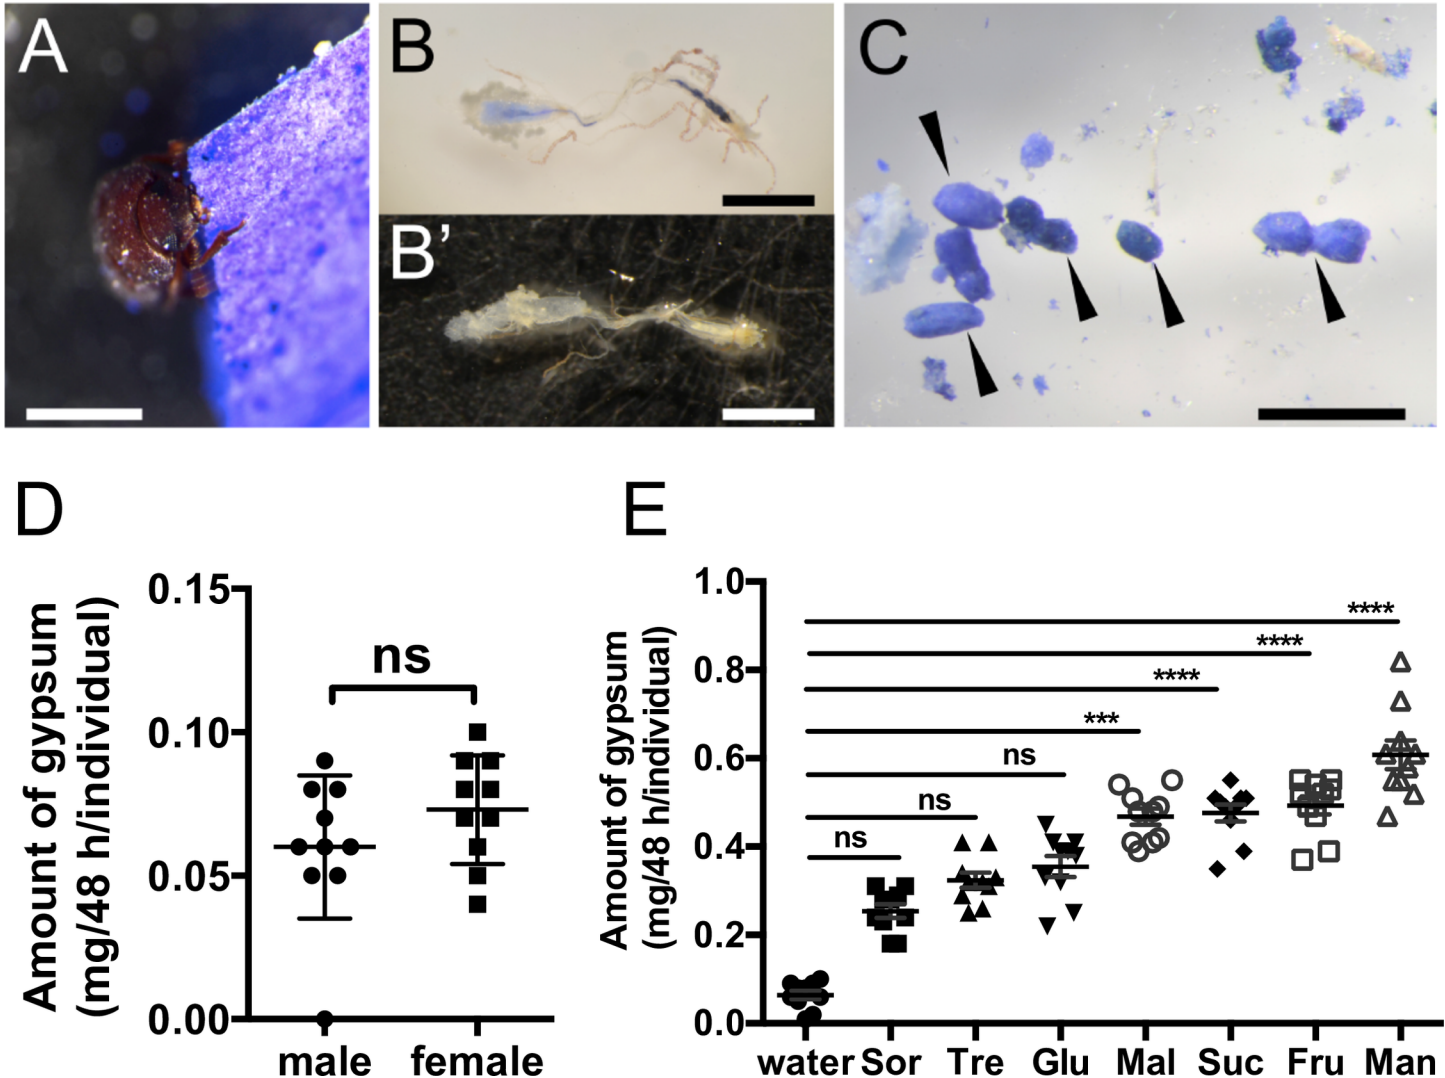 A
B
B’
C
D
Amount of gypsum
(mg/48 h/individual)
0.15
0.10
0.05
0.00
ns
male female
E
Amount of gypsum
(mg/48 h/individual)
1.0
0.8
0.6
0.4
0.2
0.0
****
****
****
***
ns
ns
ns
water Sor Tre Glu Mal Suc Fru Man